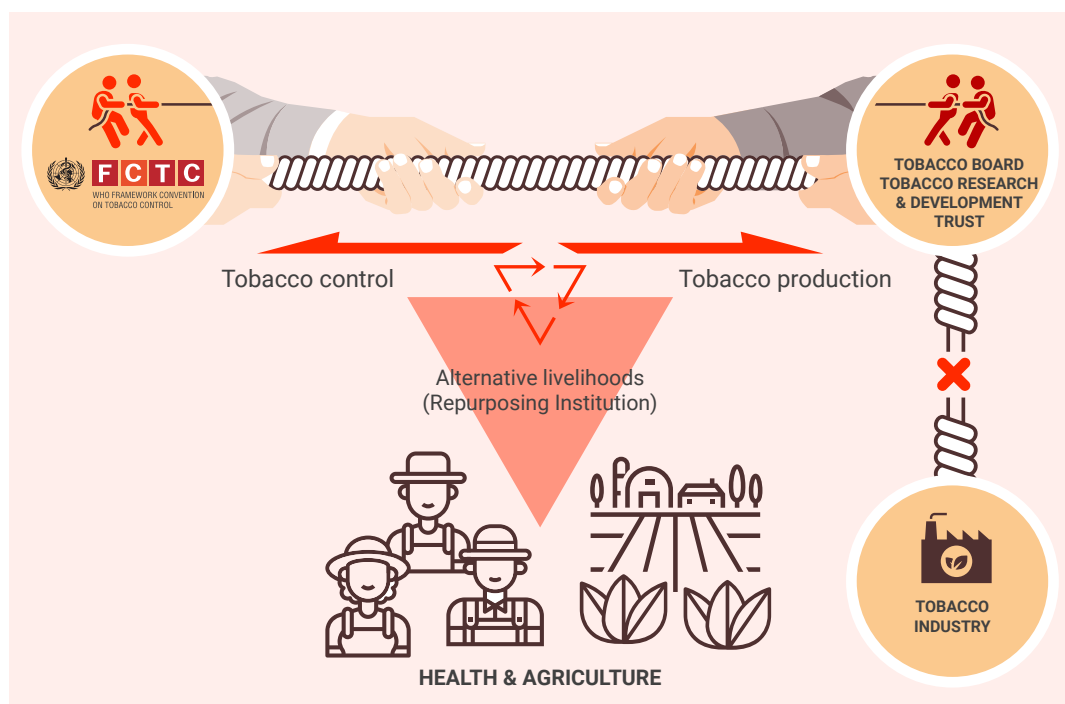 FCTC
WHO FRAMEWORK CONVENTION
ON TOBACCO CONTROL
TOBACCO BOARD
TOBACCO RESEARCH
& DEVELOPMENT
TRUST
Tobacco control
Tobacco production
Alternative livelihoods
(Repurposing Institution)
TOBACCO
INDUSTRY
HEALTH & AGRICULTURE